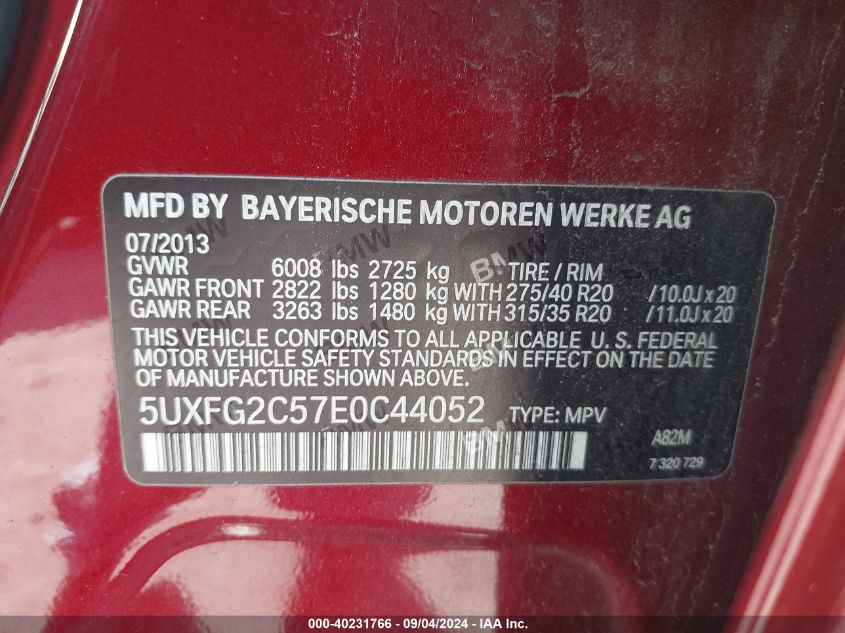 MFD BY BAYERISCHE MOTOREN WERKE AG
07/2013
GVWR 6008 lbs 2725 kg TIRE / RIM
GAWR FRONT 2822 lbs 1280 kg WITH 275/40 R20 /10.0J x 20
GAWR REAR 3263 lbs 1480 kg WITH 315/35 R20 /11.0J x 20
THIS VEHICLE CONFORMS TO ALL APPLICABLE U. S. FEDERAL
MOTOR VEHICLE SAFETY STANDARDS IN EFFECT ON THE DATE
OF MANUFACTURE SHOWN ABOVE.
5UXFG2C57E0C44052 TYPE: MPV
A82M
7 320 729
000-40231766 - 09/04/2024 - IAA Inc.